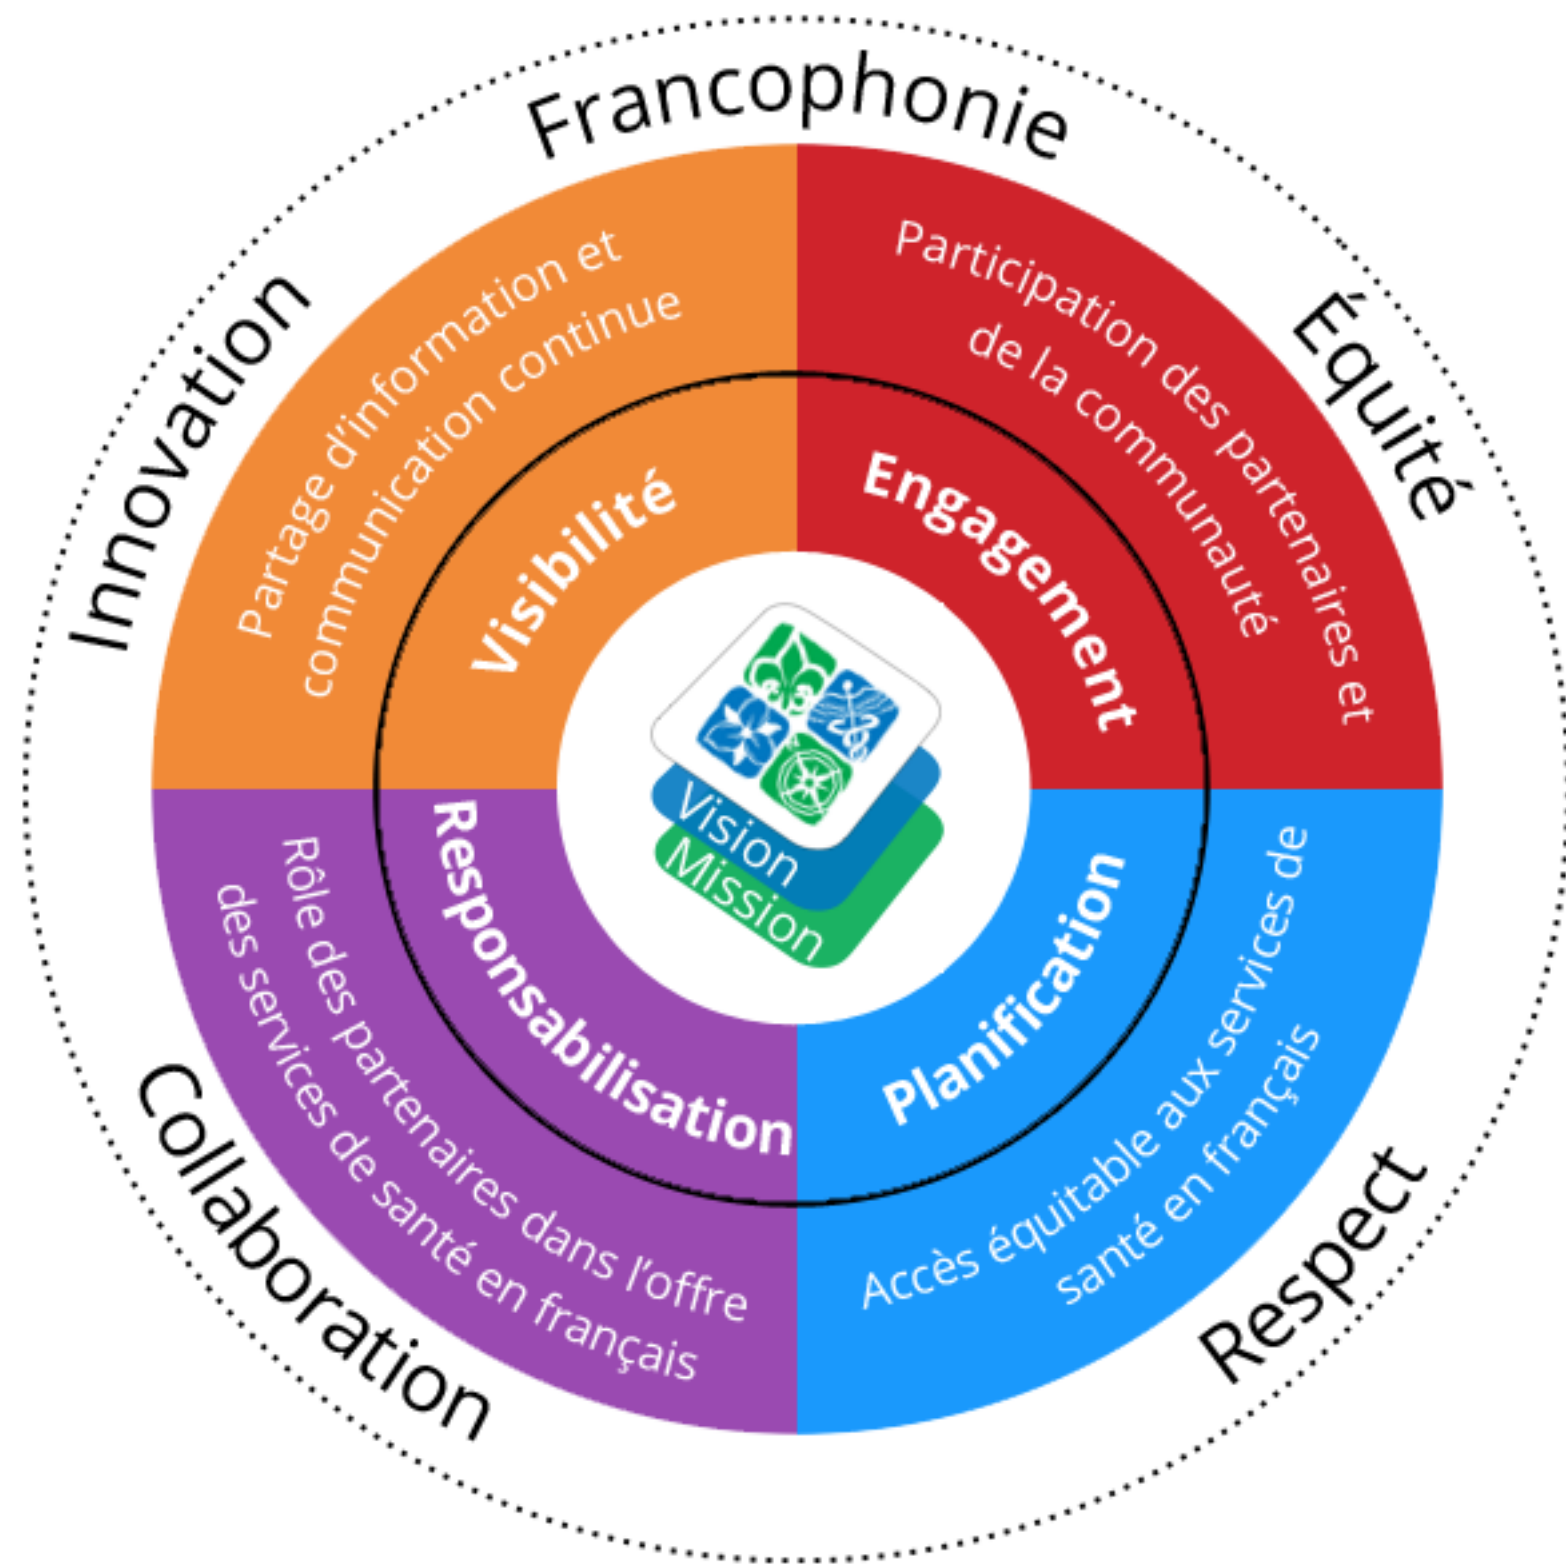 Francophonie
Innovation
Équité
Partage d'information et
communication continue
Participation des partenaires et
de la communauté
Visibilité
Engagement
Vision
Mission
Responsabilisation
Planification
Rôle des partenaires dans l'offre
des services de santé en français
Accès équitable aux services de
santé en français
Collaboration
Respect